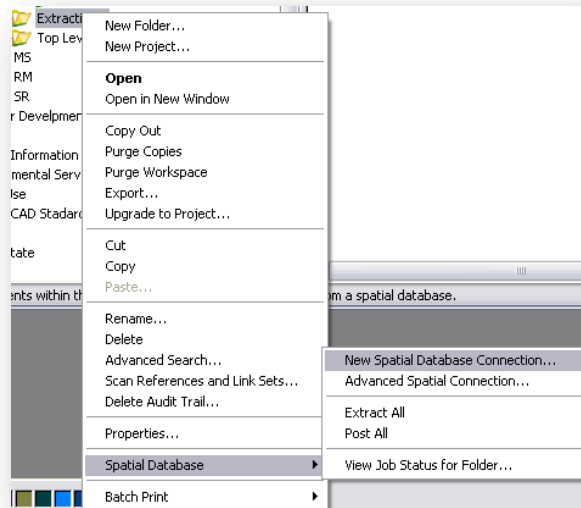 Extracti
Top Lev
MS
RM
SR
r Develpmer
Information
mental Serv
Jse
CAD Stadard
tate
ents within th
om a spatial database.
New Folder...
New Project...
Open
Open in New Window
Copy Out
Purge Copies
Purge Workspace
Export...
Upgrade to Project...
Cut
Copy
Paste...
Rename...
Delete
Advanced Search...
Scan References and Link Sets...
Delete Audit Trail...
Properties...
Spatial Database
Batch Print
New Spatial Database Connection...
Advanced Spatial Connection...
Extract All
Post All
View Job Status for Folder...